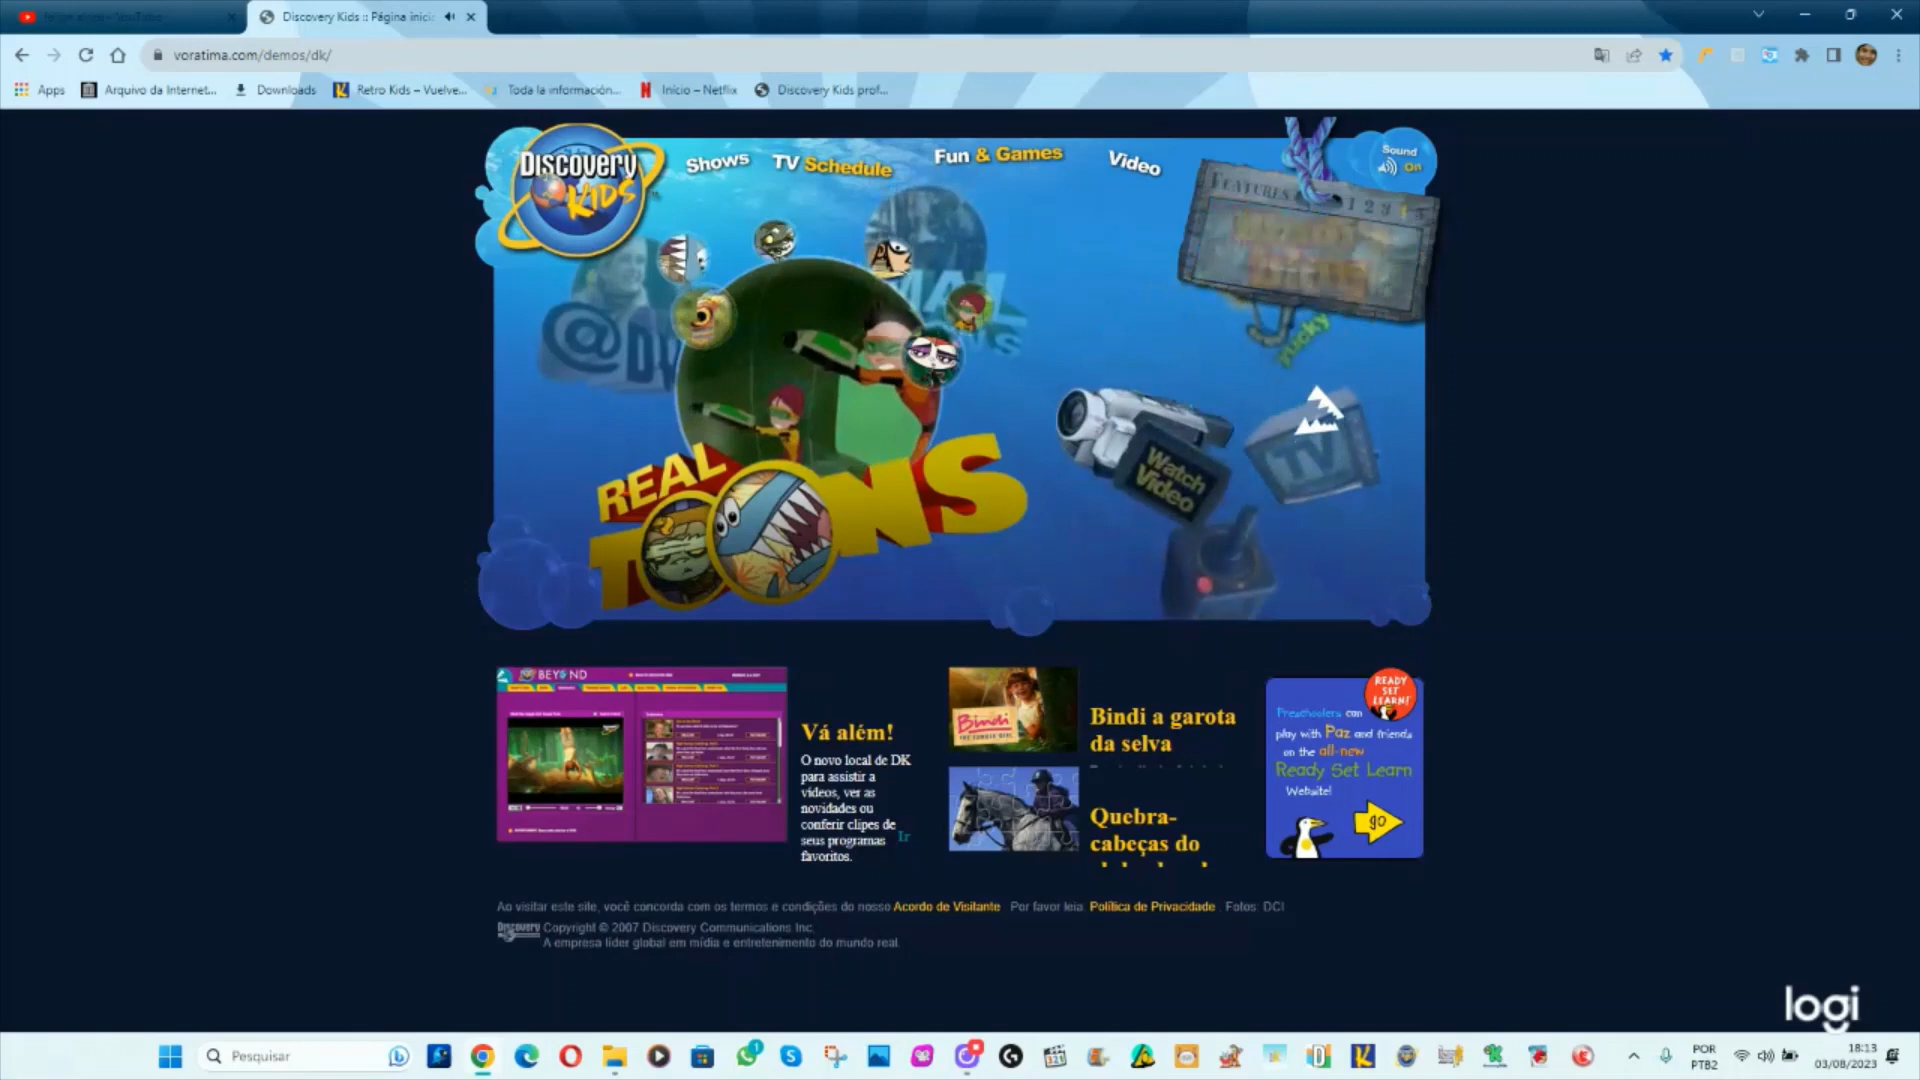 Discovery Kids :: Página inici
voratima.com/demos/dk/
Apps
Arquivo da Internet...
Downloads
Retro Kids – Vuelve...
Toda la información...
Início – Netflix
Discovery Kids prof...
DISCOVERY KIDS
Shows
TV Schedule
Fun & Games
Video
Sound
On
FEATURES 1 2 3
@DK
yucky
REAL TOONS
Watch Video
TV
BEYOND
Vá além!
O novo local de DK
para assistir a
vídeos, ver as
novidades ou
conferir clipes de
seus programas
favoritos.
Ir
Bindi
Bindi a garota
da selva
Quebra-
cabeças do
READY
SET
LEARN!
Preschoolers can
play with Paz and friends
on the all-new
Ready Set Learn
Website!
go
Ao visitar este site, você concorda com os termos e condições do nosso Acordo de Visitante . Por favor leia Política de Privacidade . Fotos: DCI
Discovery Copyright © 2007 Discovery Communications Inc.
A empresa líder global em mídia e entretenimento do mundo real.
logi
Pesquisar
POR
PTB2
18:13
03/08/2023